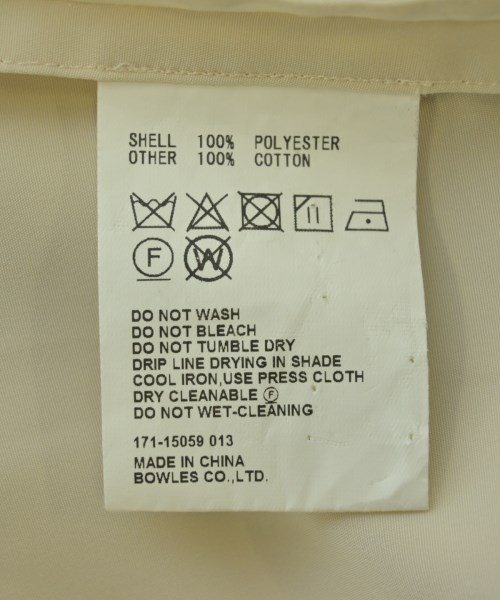 SHELL 100% POLYESTER
OTHER 100% COTTON
F W
DO NOT WASH
DO NOT BLEACH
DO NOT TUMBLE DRY
DRIP LINE DRYING IN SHADE
COOL IRON,USE PRESS CLOTH
DRY CLEANABLE Ⓕ
DO NOT WET-CLEANING
171-15059 013
MADE IN CHINA
BOWLES CO.,LTD.